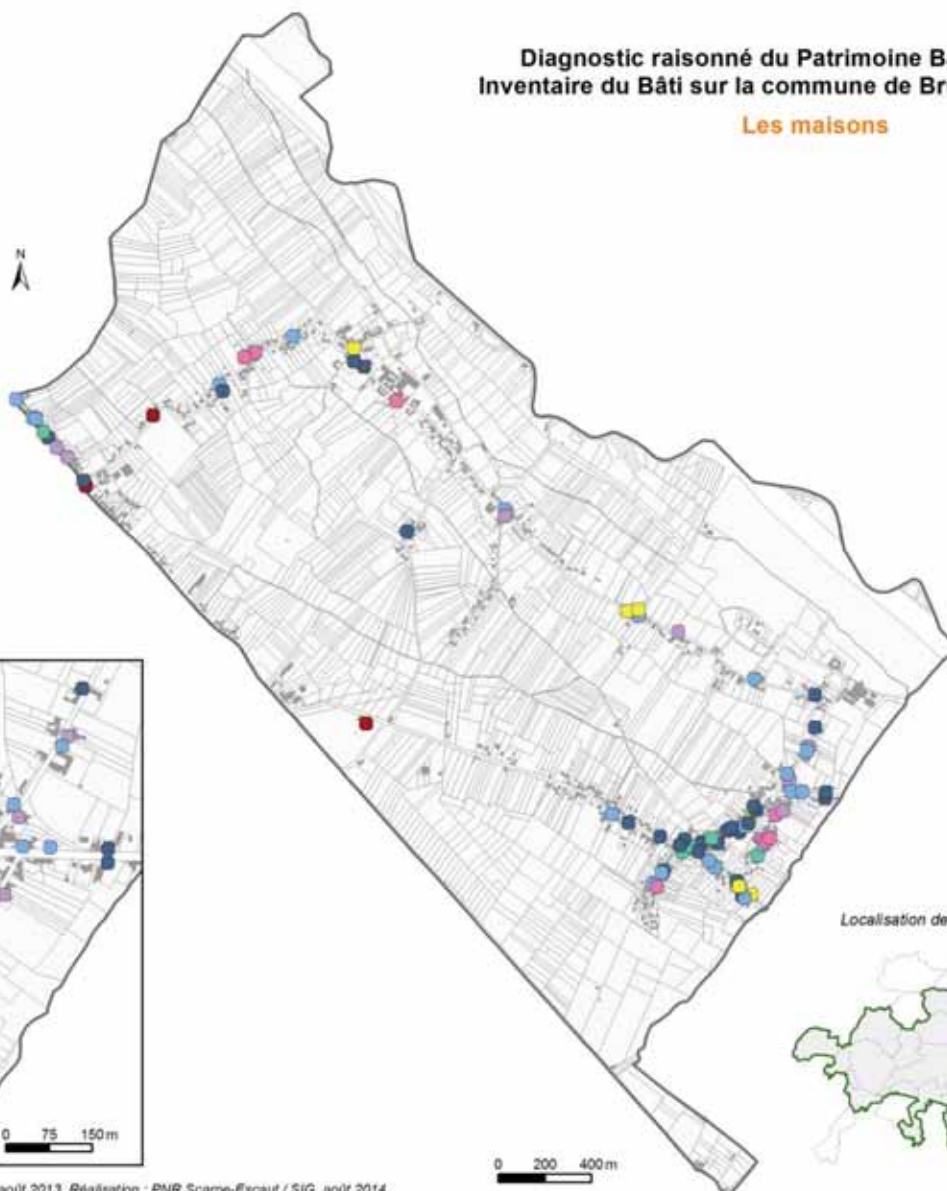 Diagnostic raisonné du Patrimoine B
Inventaire du Bâti sur la commune de Br
Les maisons
N
Localisation de
0 75 150 m
0 200 400 m
août 2013. Réalisation : PNR Scarpe-Escaut / SIG, août 2014